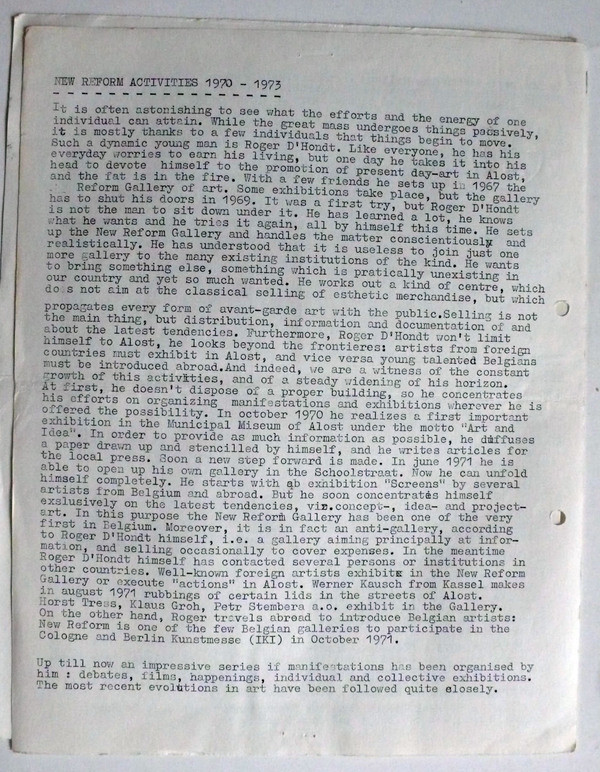 NEW REFORM ACTIVITIES 1970 - 1973
It is often astonishing to see what the efforts and the energy of one
individual can attain. While the great mass undergoes things passively,
it is mostly thanks to a few individuals that things begin to move.
Such a dynamic young man is Roger D'Hondt. Like everyone, he has his
everyday worries to earn his living, but one day he takes it into his
head to devote himself to the promotion of present day-art in Alost,
and the fat is in the fire. With a few friends he sets up in 1967 the
... Reform Gallery of art. Some exhibitions take place, but the gallery
has to shut his doors in 1969. It was a first try, but Roger D'Hondt
is not the man to sit down under it. He has learned a lot, he knows
what he wants and he tries it again, all by himself this time. He sets
up the New Reform Gallery and handles the matter conscientiously and
realistically. He has understood that it is useless to join just one
more gallery to the many existing institutions of the kind. He wants
to bring something else, something which is pratically unexisting in
our country and yet so much wanted. He works out a kind of centre, which
does not aim at the classical selling of esthetic merchandise, but which
propagates every form of avant-garde art with the public.Selling is not
the main thing, but distribution, information and documentation of and
about the latest tendencies. Furthermore, Roger D'Hondt won't limit
himself to Alost, he looks beyond the frontieres: artists from foreign
countries must exhibit in Alost, and vice versa young talented Belgians
must be introduced abroad.And indeed, we are a witness of the constant
growth of this activities, and of a steady widening of his horizon.
At first, he doesn't dispose of a proper building, so he concentrates
his efforts on organizing manifestations and exhibitions wherever he is
offered the possibility. In october 1970 he realizes a first important
exhibition in the Municipal Miseum of Alost under the motto "Art and
Idea". In order to provide as much information as possible, he diffuses
a paper drawn up and stencilled by himself, and he writes articles for
the local press. Soon a new step forward is made. In june 1971 he is
able to open up his own gallery in the Schoolstraat. Now he can unfold
himself completely. He starts with ab exhibition "Screens" by several
artists from Belgium and abroad. But he soon concentrates himself
exslusively on the latest tendencies, viz.concept-, idea- and project-
art. In this purpose the New Reform Gallery has been one of the very
first in Belgium. Moreover, it is in fact an anti-gallery, according
to Roger D'Hondt himself, i.e. a gallery aiming principally at infor-
mation, and selling occasionally to cover expenses. In the meantime
Roger D'Hondt himself has contacted several persons or institutions in
other countries. Well-known foreign artists exhibit in the New Reform
Gallery or execute "actions" in Alost. Werner Kausch from Kassel makes
in august 1971 rubbings of certain lids in the streets of Alost.
Horst Tress, Klaus Groh, Petr Stembera a.o. exhibit in the Gallery.
On the other hand, Roger travels abroad to introduce Belgian artists:
New Reform is one of the few Belgian galleries to participate in the
Cologne and Berlin Kunstmesse (IKI) in October 1971.
Up till now an impressive series if manifestations has been organised by
him : debates, films, happenings, individual and collective exhibitions.
The most recent evolutions in art have been followed quite closely.